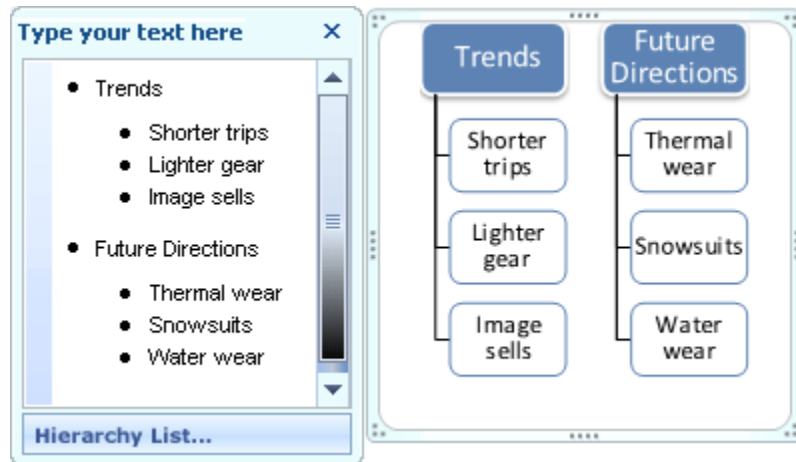 Type your text here
Trends
Shorter trips
Lighter gear
Image sells
Future Directions
Thermal wear
Snowsuits
Water wear
Hierarchy List...
Trends
Shorter
trips
Lighter
gear
Image
sells
Future
Directions
Thermal
wear
Snowsuits
Water
wear